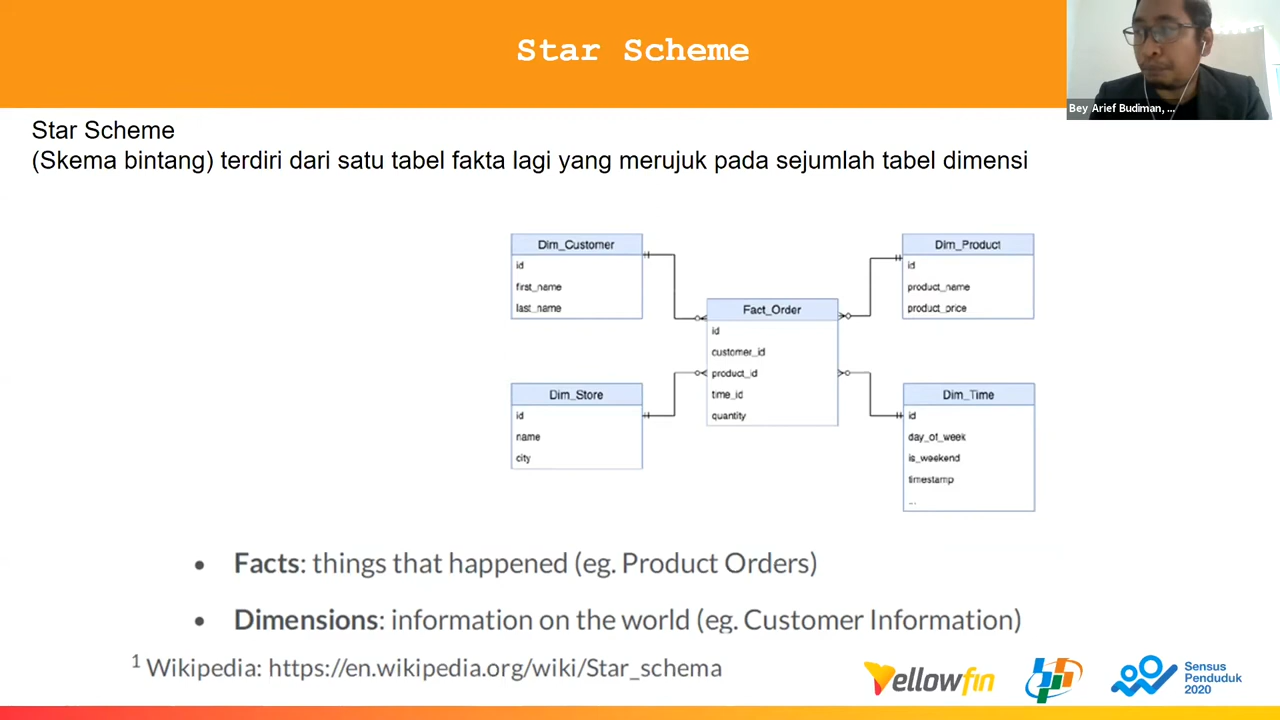 Star Scheme
Bey Arief Budiman, ...
Star Scheme
(Skema bintang) terdiri dari satu tabel fakta lagi yang merujuk pada sejumlah tabel dimensi
Dim_Customer
id
first_name
last_name
Dim_Product
id
product_name
product_price
Fact_Order
id
customer_id
product_id
time_id
quantity
Dim_Store
id
name
city
Dim_Time
id
day_of_week
is_weekend
timestamp
...
• Facts: things that happened (eg. Product Orders)
• Dimensions: information on the world (eg. Customer Information)
1 Wikipedia: https://en.wikipedia.org/wiki/Star_schema
Yellowfin
Sensus
Penduduk
2020